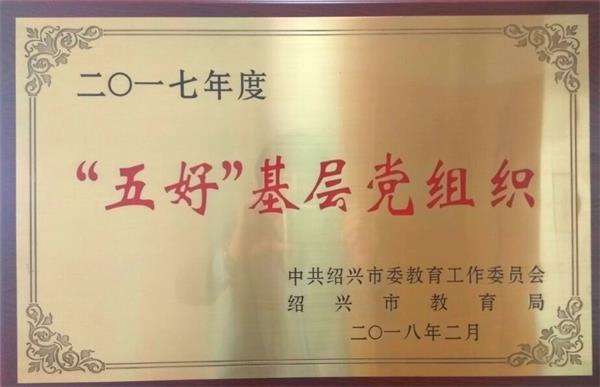 二〇一七年度
“五好”基层党组织
中共绍兴市委教育工作委员会
绍兴市教育局
二〇一八年二月